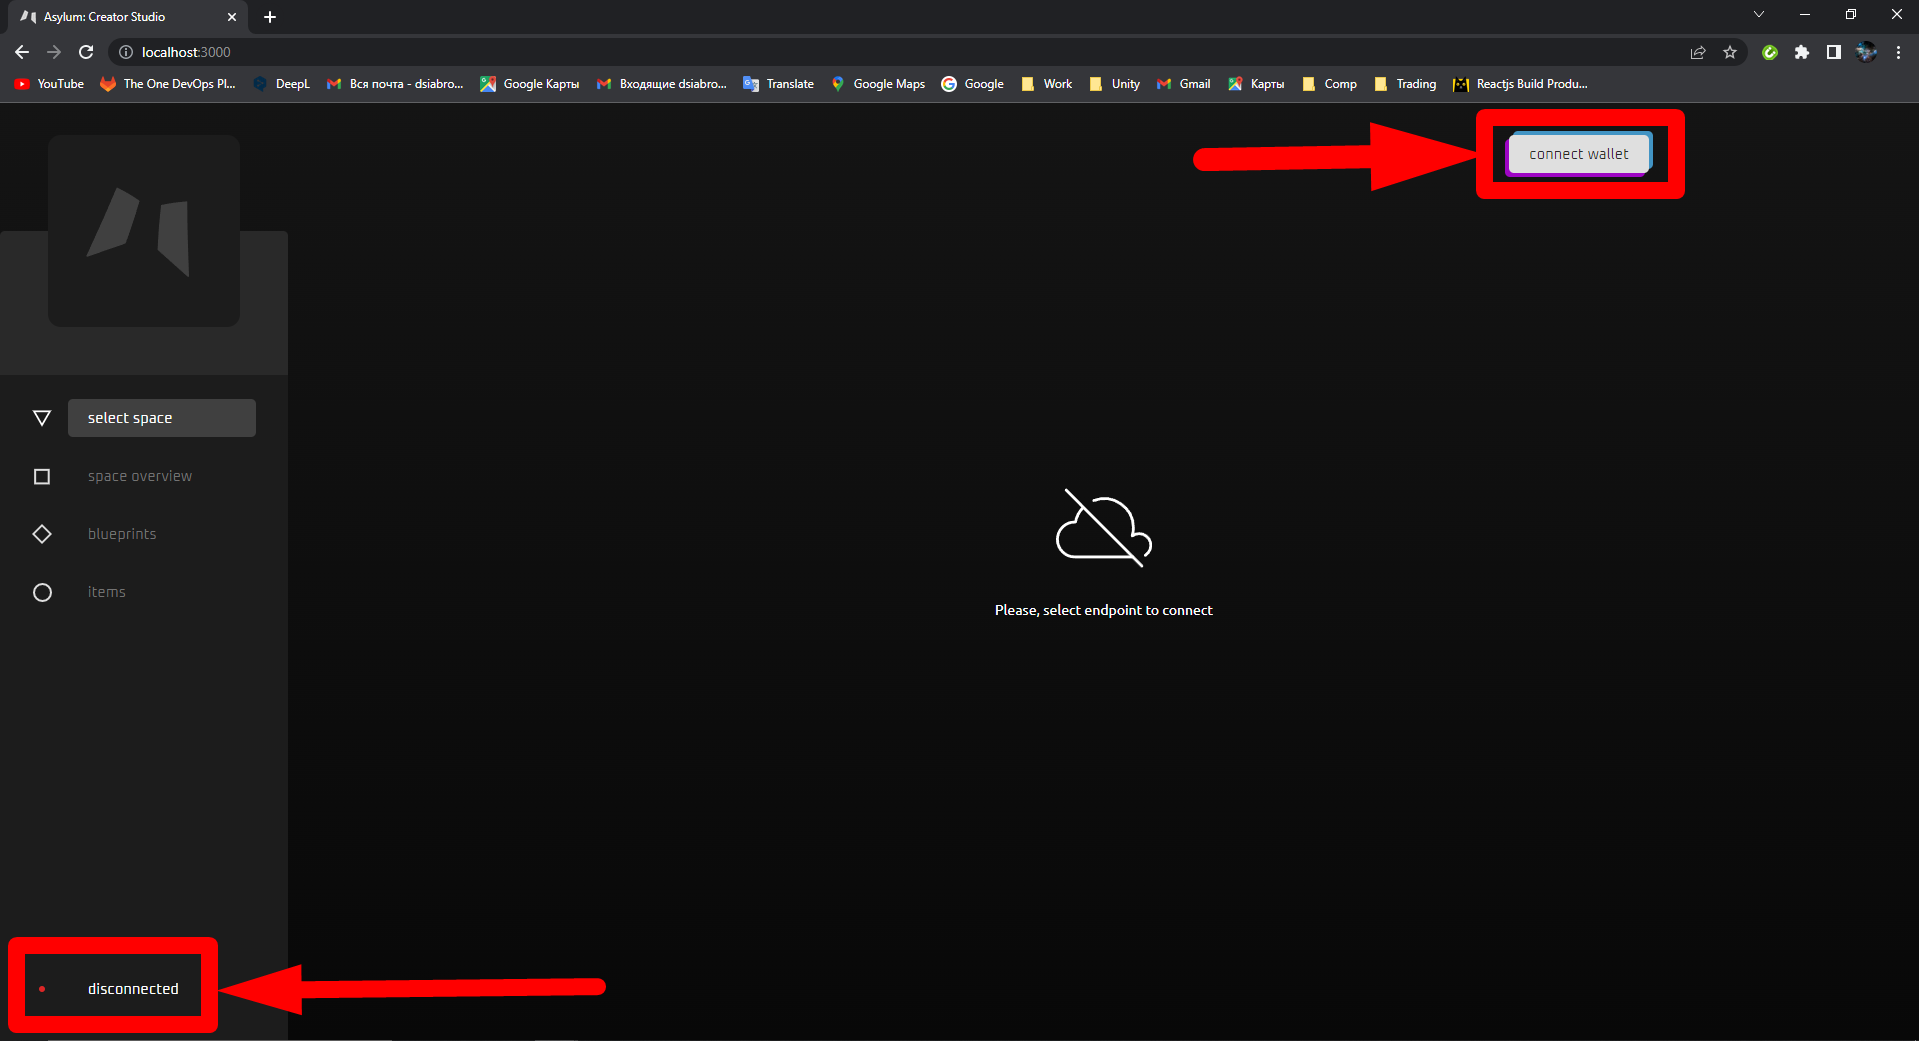 Asylum: Creator Studio
localhost:3000
YouTube The One DevOps Pl... DeepL Вся почта - dsiabro... Google Карты Входящие dsiabro... Translate Google Maps Google Work Unity Gmail Карты Comp Trading Reactjs Build Produ...
connect wallet
select space
space overview
blueprints
items
Please, select endpoint to connect
disconnected